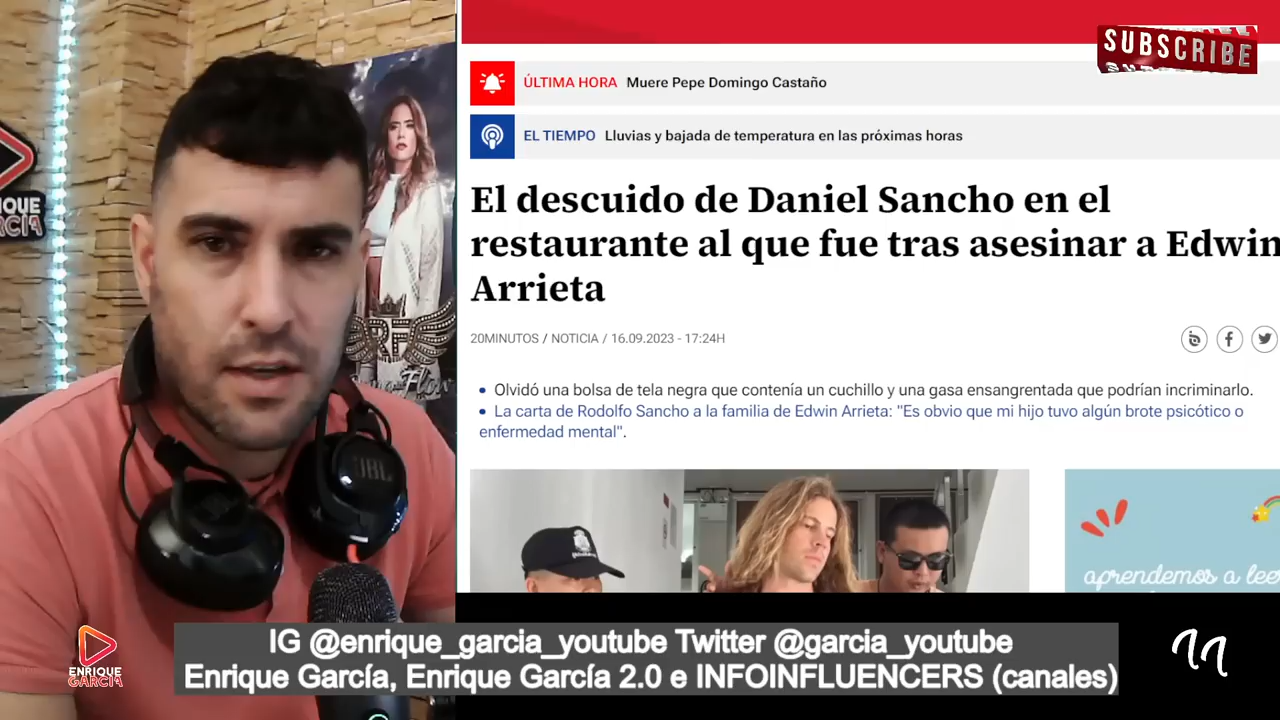 SUBSCRIBE
ÚLTIMA HORA Muere Pepe Domingo Castaño
EL TIEMPO Lluvias y bajada de temperatura en las próximas horas
El descuido de Daniel Sancho en el
restaurante al que fue tras asesinar a Edwin
Arrieta
20MINUTOS / NOTICIA / 16.09.2023 - 17:24H
Olvidó una bolsa de tela negra que contenía un cuchillo y una gasa ensangrentada que podrían incriminarlo.
La carta de Rodolfo Sancho a la familia de Edwin Arrieta: "Es obvio que mi hijo tuvo algún brote psicótico o
enfermedad mental".
aprendemos a lee
JBL
IG @enrique_garcia_youtube Twitter @garcia_youtube
Enrique García, Enrique García 2.0 e INFOINFLUENCERS (canales)
ENRIQUE
GARCÍA